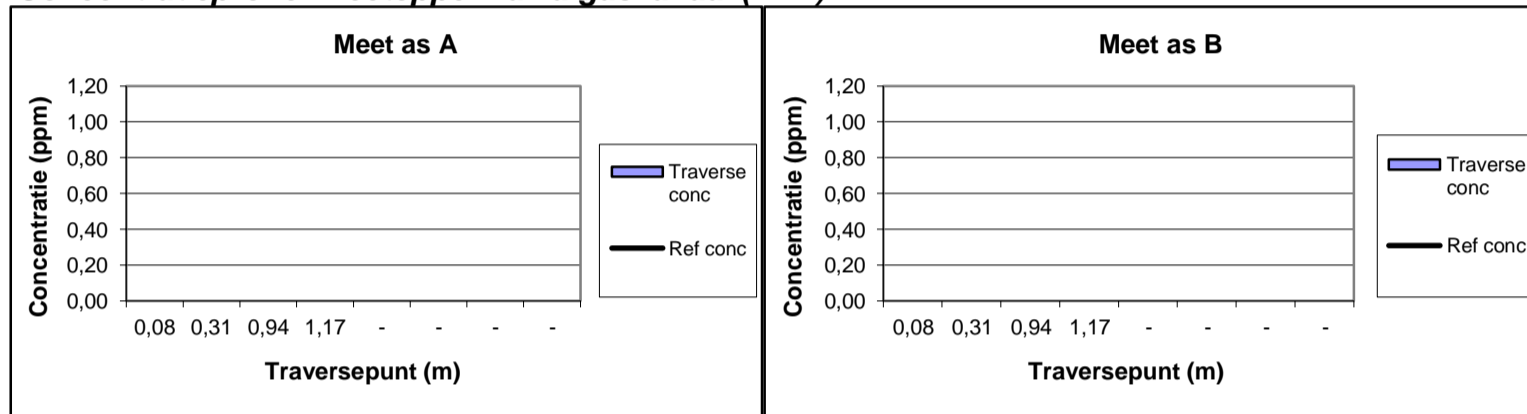 Meet as A
Concentratie (ppm)
1,20
1,00
0,80
0,60
0,40
0,20
0,00
0,08 0,31 0,94 1,17 - - - -
Traversepunt (m)
Traverse
conc
Ref conc
Meet as B
Concentratie (ppm)
1,20
1,00
0,80
0,60
0,40
0,20
0,00
0,08 0,31 0,94 1,17 - - - -
Traversepunt (m)
Traverse
conc
Ref conc